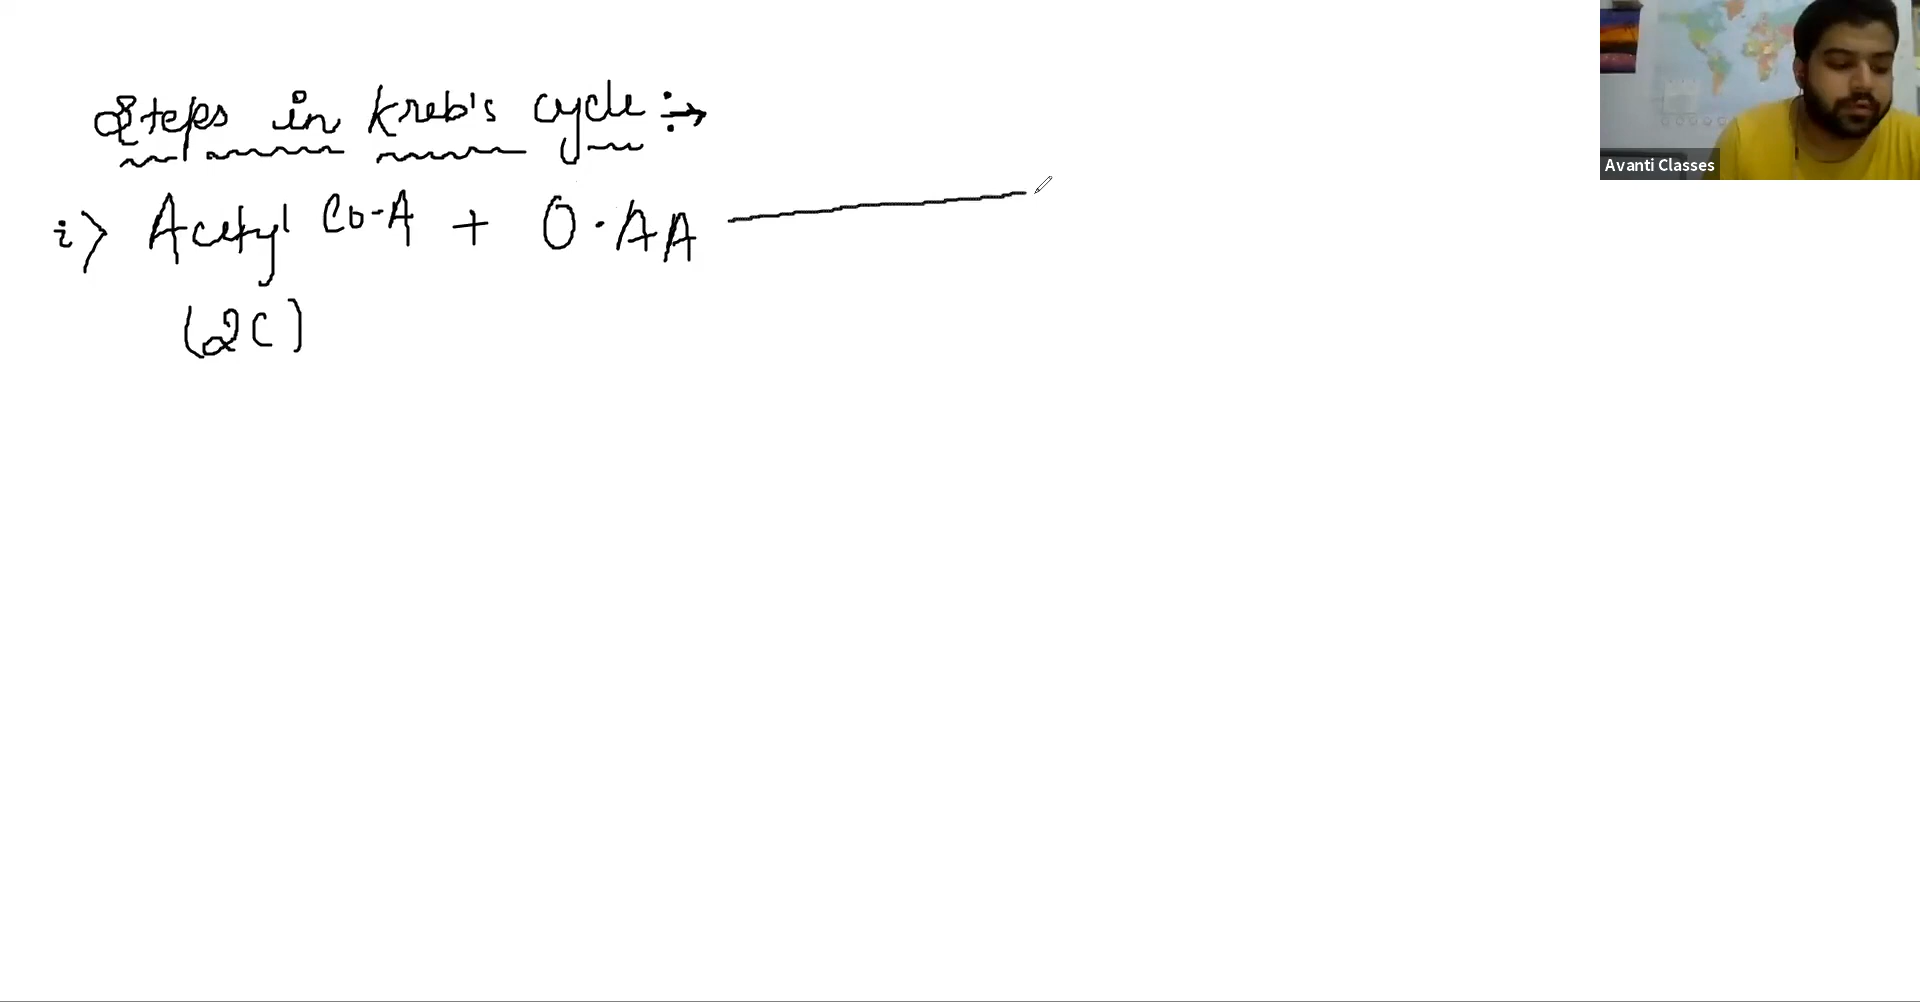 Steps in Kreb's cycle :→
i> Acetyl Co-A + O·AA
(2C)
Avanti Classes